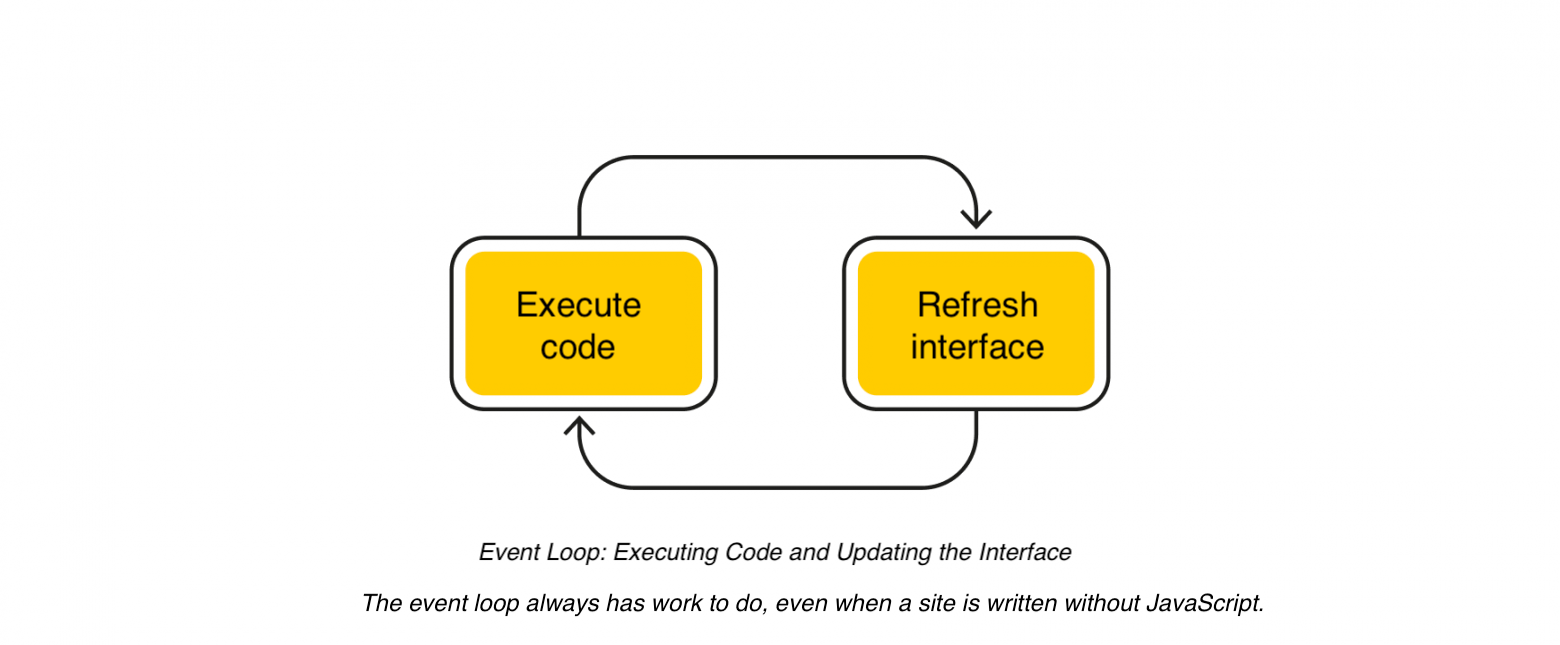 Execute
code
Refresh
interface
Event Loop: Executing Code and Updating the Interface
The event loop always has work to do, even when a site is written without JavaScript.